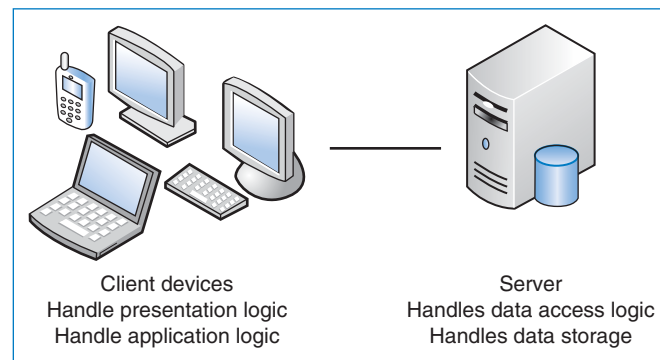 Client devices
Handle presentation logic
Handle application logic
Server
Handles data access logic
Handles data storage